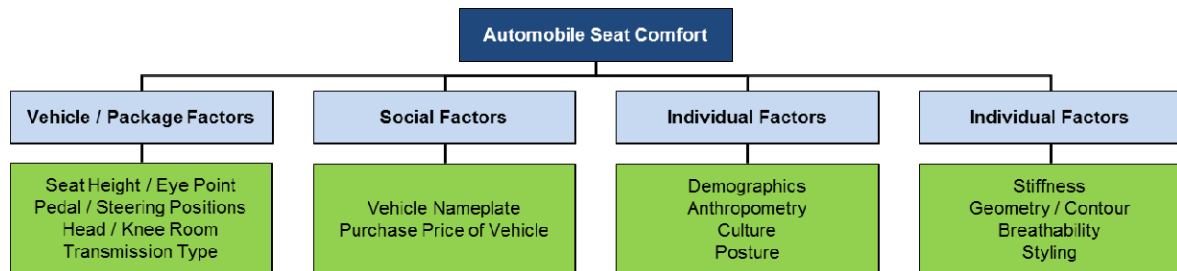 Automobile Seat Comfort
Vehicle / Package Factors
Seat Height / Eye Point
Pedal / Steering Positions
Head / Knee Room
Transmission Type
Social Factors
Vehicle Nameplate
Purchase Price of Vehicle
Individual Factors
Demographics
Anthropometry
Culture
Posture
Individual Factors
Stiffness
Geometry / Contour
Breathability
Styling